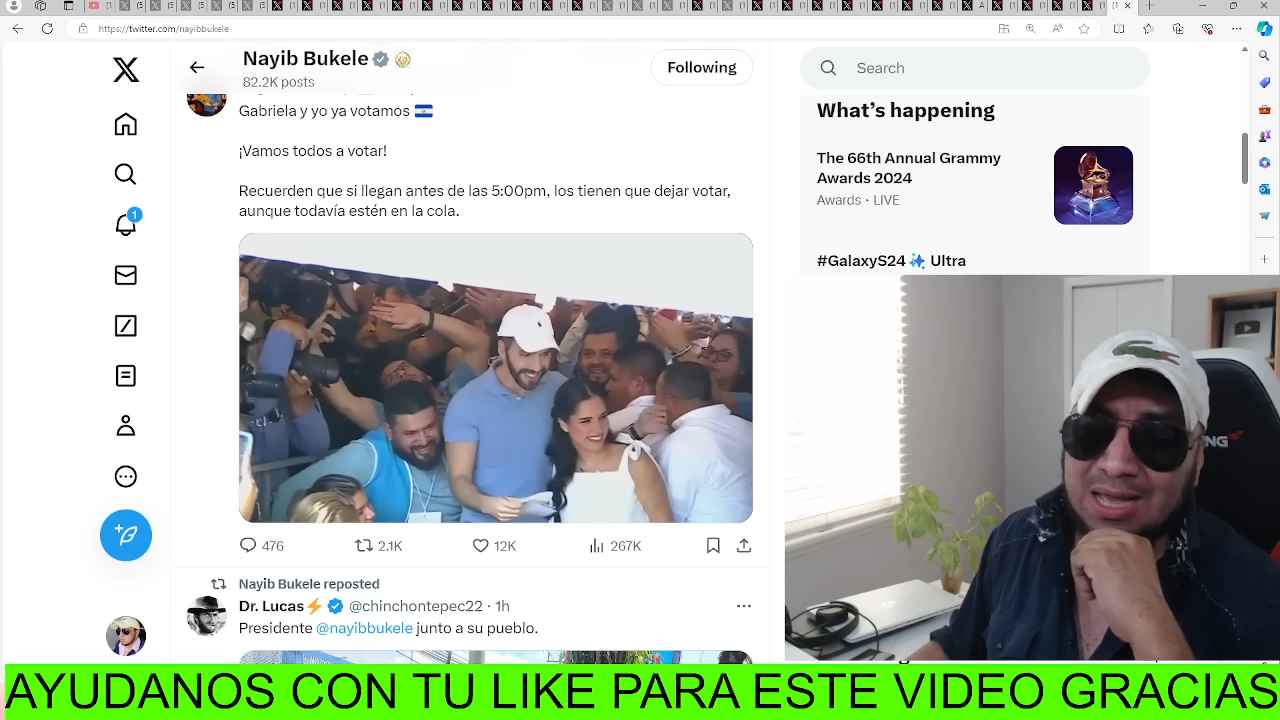 https://twitter.com/nayibbukele
Nayib Bukele
82.2K posts
Following
Search
Gabriela y yo ya votamos
¡Vamos todos a votar!
Recuerden que si llegan antes de las 5:00pm, los tienen que dejar votar,
aunque todavía estén en la cola.
476
2.1K
12K
267K
Nayib Bukele reposted
Dr. Lucas⚡ @chinchontepec22 · 1h
Presidente @nayibbukele junto a su pueblo.
What's happening
The 66th Annual Grammy
Awards 2024
Awards · LIVE
#GalaxyS24 Ultra
1
NG
AYUDANOS CON TU LIKE PARA ESTE VIDEO GRACIAS